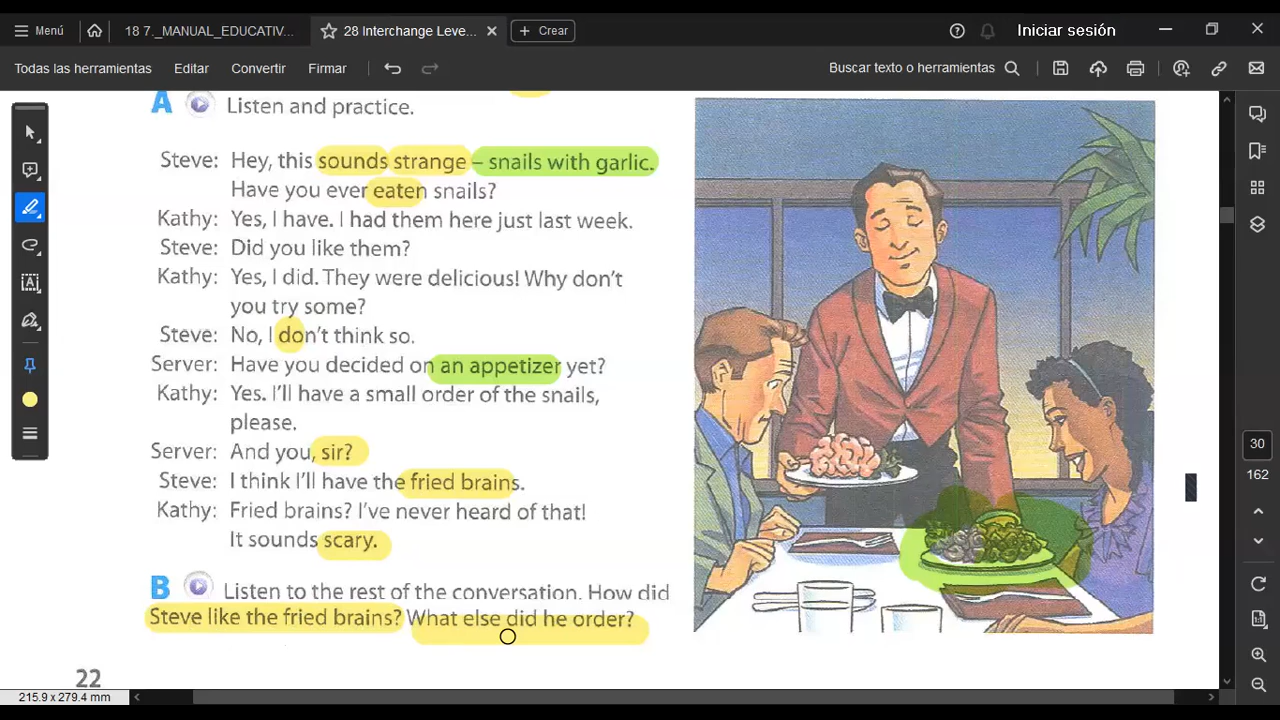 Menú
18 7._MANUAL_EDUCATIV...
28 Interchange Leve...
Crear
Iniciar sesión
Todas las herramientas
Editar
Convertir
Firmar
Buscar texto o herramientas
A Listen and practice.
Steve: Hey, this sounds strange – snails with garlic.
Have you ever eaten snails?
Kathy: Yes, I have. I had them here just last week.
Steve: Did you like them?
Kathy: Yes, I did. They were delicious! Why don't
you try some?
Steve: No, I don't think so.
Server: Have you decided on an appetizer yet?
Kathy: Yes. I'll have a small order of the snails,
please.
Server: And you, sir?
Steve: I think I'll have the fried brains.
Kathy: Fried brains? I've never heard of that!
It sounds scary.
B Listen to the rest of the conversation. How did
Steve like the fried brains? What else did he order?
22
30
162
215.9 x 279.4 mm